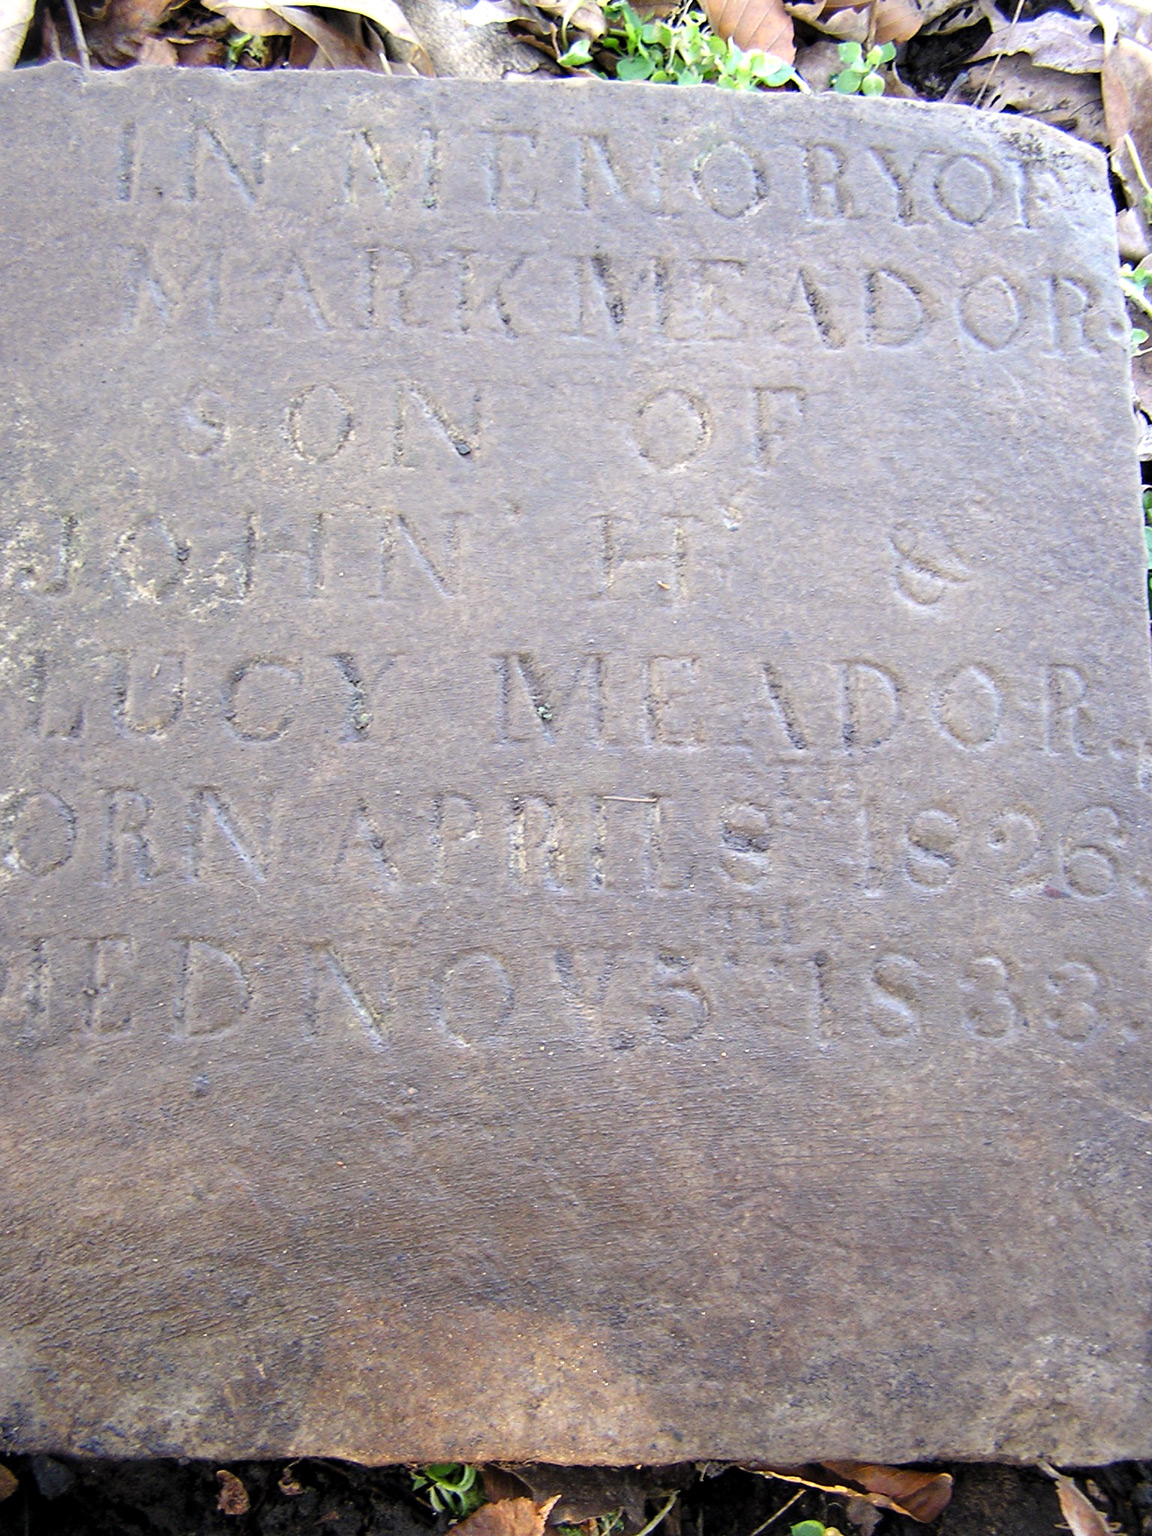 IN MEMORY OF
MARK MEADOR.
SON OF
JOHN H. &
LUCY MEADOR.
ORN APRIL 8TH 1826.
IED NOV 5TH 1833.